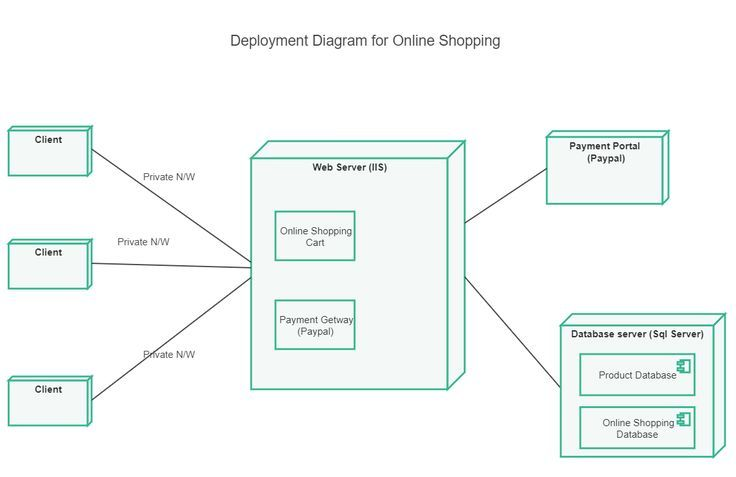 Deployment Diagram for Online Shopping
Client
Private N/W
Client
Private N/W
Client
Private N/W
Web Server (IIS)
Online Shopping
Cart
Payment Getway
(Paypal)
Payment Portal
(Paypal)
Database server (Sql Server)
Product Database
Online Shopping
Database